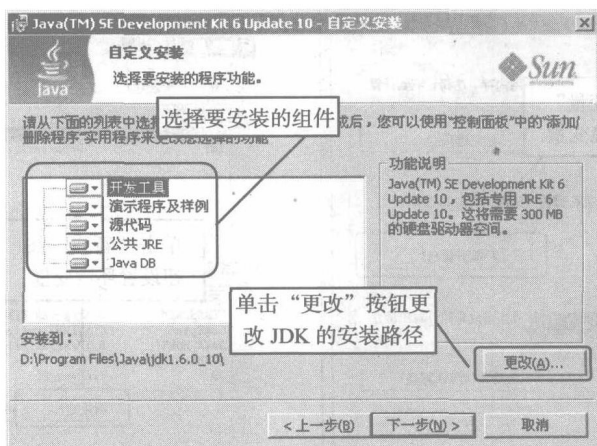 Java(TM) SE Development Kit 6 Update 10 - 自定义安装
Java
自定义安装
选择要安装的程序功能。
Sun
microsystems
请从下面的列表中选择 成后，您可以使用“控制面板”中的“添加/
删除程序”实用程序来更改您选择的功能
选择要安装的组件
开发工具
演示程序及样例
源代码
公共 JRE
Java DB
功能说明
Java(TM) SE Development Kit 6
Update 10，包括专用 JRE 6
Update 10。这将需要 300 MB
的硬盘驱动器空间。
单击“更改”按钮更
改 JDK 的安装路径
安装到：
D:\Program Files\Java\jdk1.6.0_10\
更改(A)...
< 上一步(B)
下一步(N) >
取消